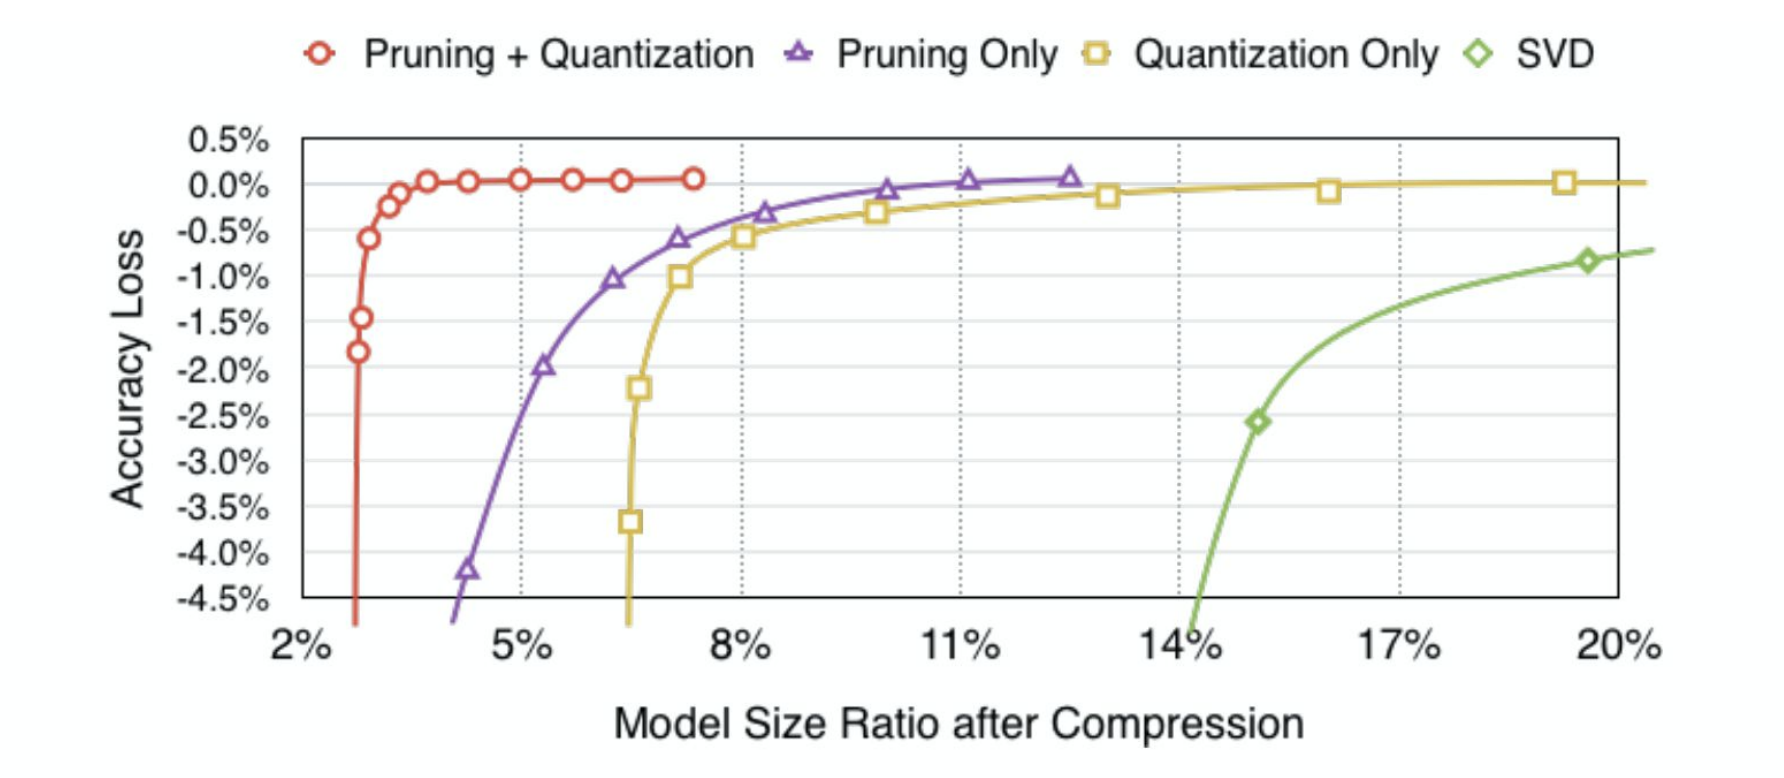 Pruning + Quantization Pruning Only Quantization Only SVD
0.5%
0.0%
-0.5%
-1.0%
-1.5%
-2.0%
-2.5%
-3.0%
-3.5%
-4.0%
-4.5%
Accuracy Loss
2% 5% 8% 11% 14% 17% 20%
Model Size Ratio after Compression